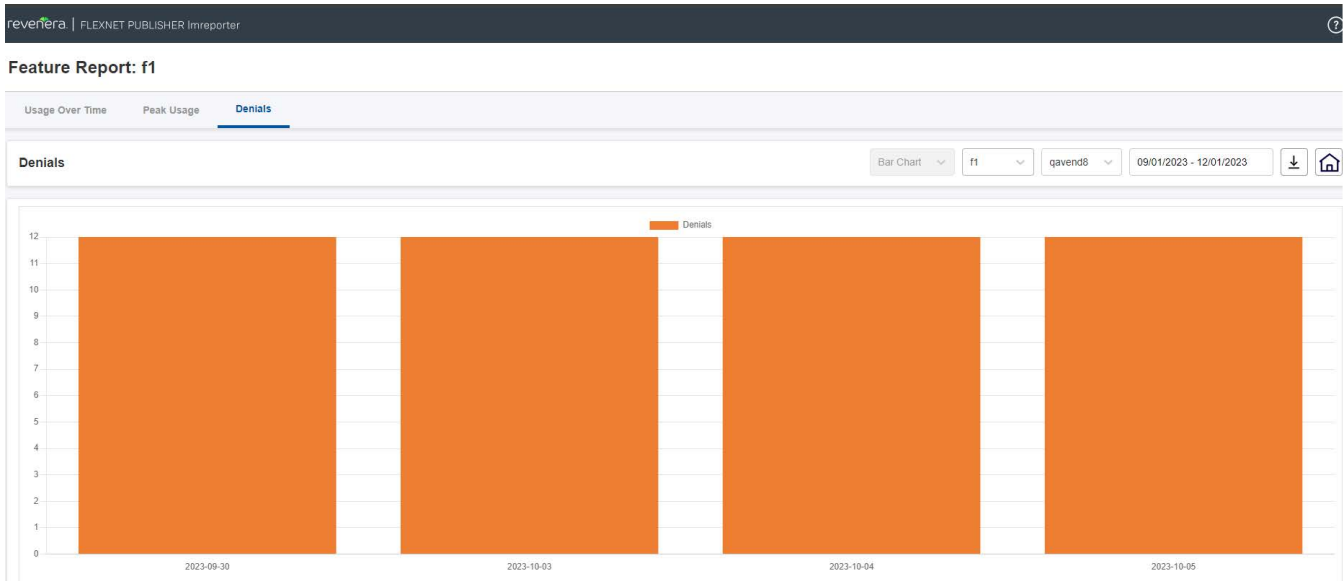 revenera. | FLEXNET PUBLISHER lmreporter
?
Feature Report: f1
Usage Over Time Peak Usage Denials
Denials Bar Chart f1 qavend8 09/01/2023 - 12/01/2023
Denials
12
11
10
9
8
7
6
5
4
3
2
1
0
2023-09-30 2023-10-03 2023-10-04 2023-10-05